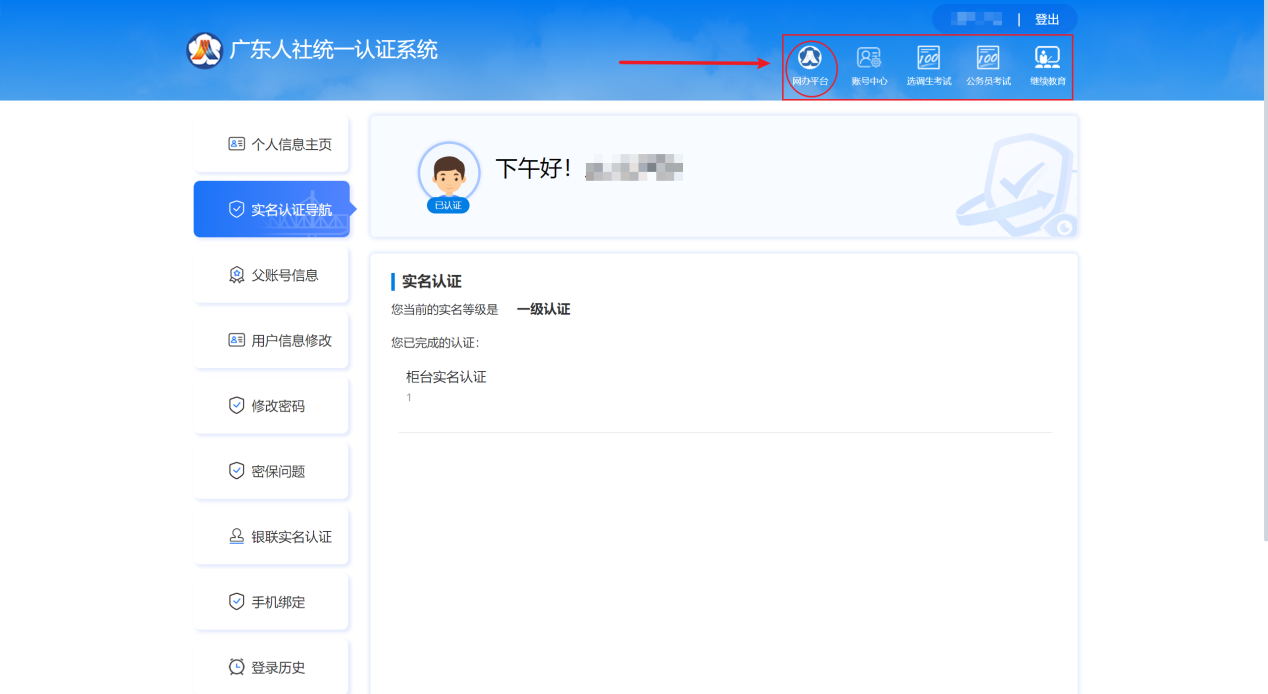 登出
广东人社统一认证系统
网办平台
账号中心
选调生考试
公务员考试
继续教育
个人信息主页
实名认证导航
父账号信息
用户信息修改
修改密码
密保问题
银联实名认证
手机绑定
登录历史
下午好!
已认证
实名认证
您当前的实名等级是 一级认证
您已完成的认证:
柜台实名认证
1